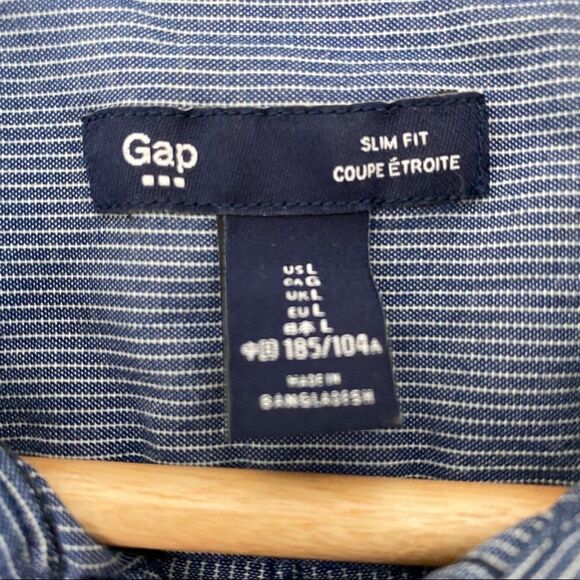 Gap
SLIM FIT
COUPE ÉTROITE
US L
CA G
UK L
EU L
日本 L
中国 185/104A
MADE IN
BANGLADESH